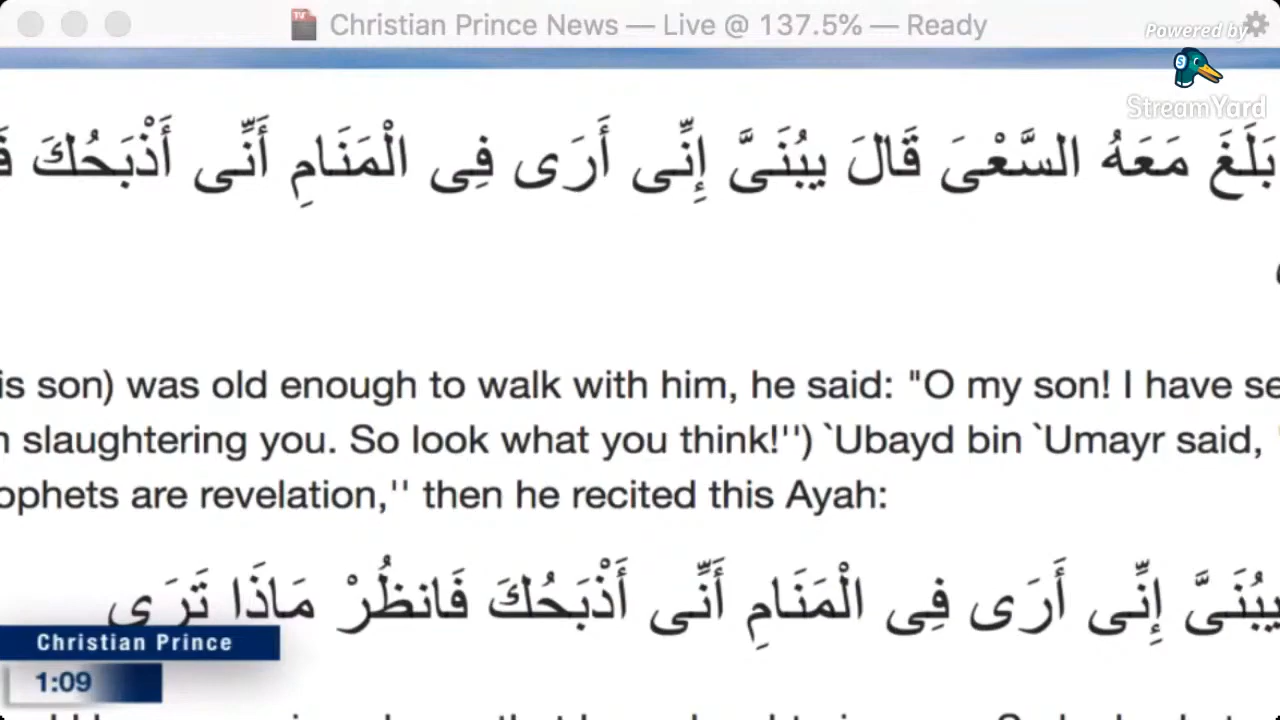 Christian Prince News — Live @ 137.5% — Ready
Powered by
StreamYard
بَلَغَ مَعَهُ السَّعْىَ قَالَ يبُنَىَّ إِنِّى أَرَى فِى الْمَنَامِ أَنِّى أَذْبَحُكَ فَ
is son) was old enough to walk with him, he said: "O my son! I have se
slaughtering you. So look what you think!'') `Ubayd bin `Umayr said,
ophets are revelation,'' then he recited this Ayah:
يبُنَىَّ إِنِّى أَرَى فِى الْمَنَامِ أَنِّى أَذْبَحُكَ فَانظُرْ مَاذَا تَرَى
Christian Prince
1:09